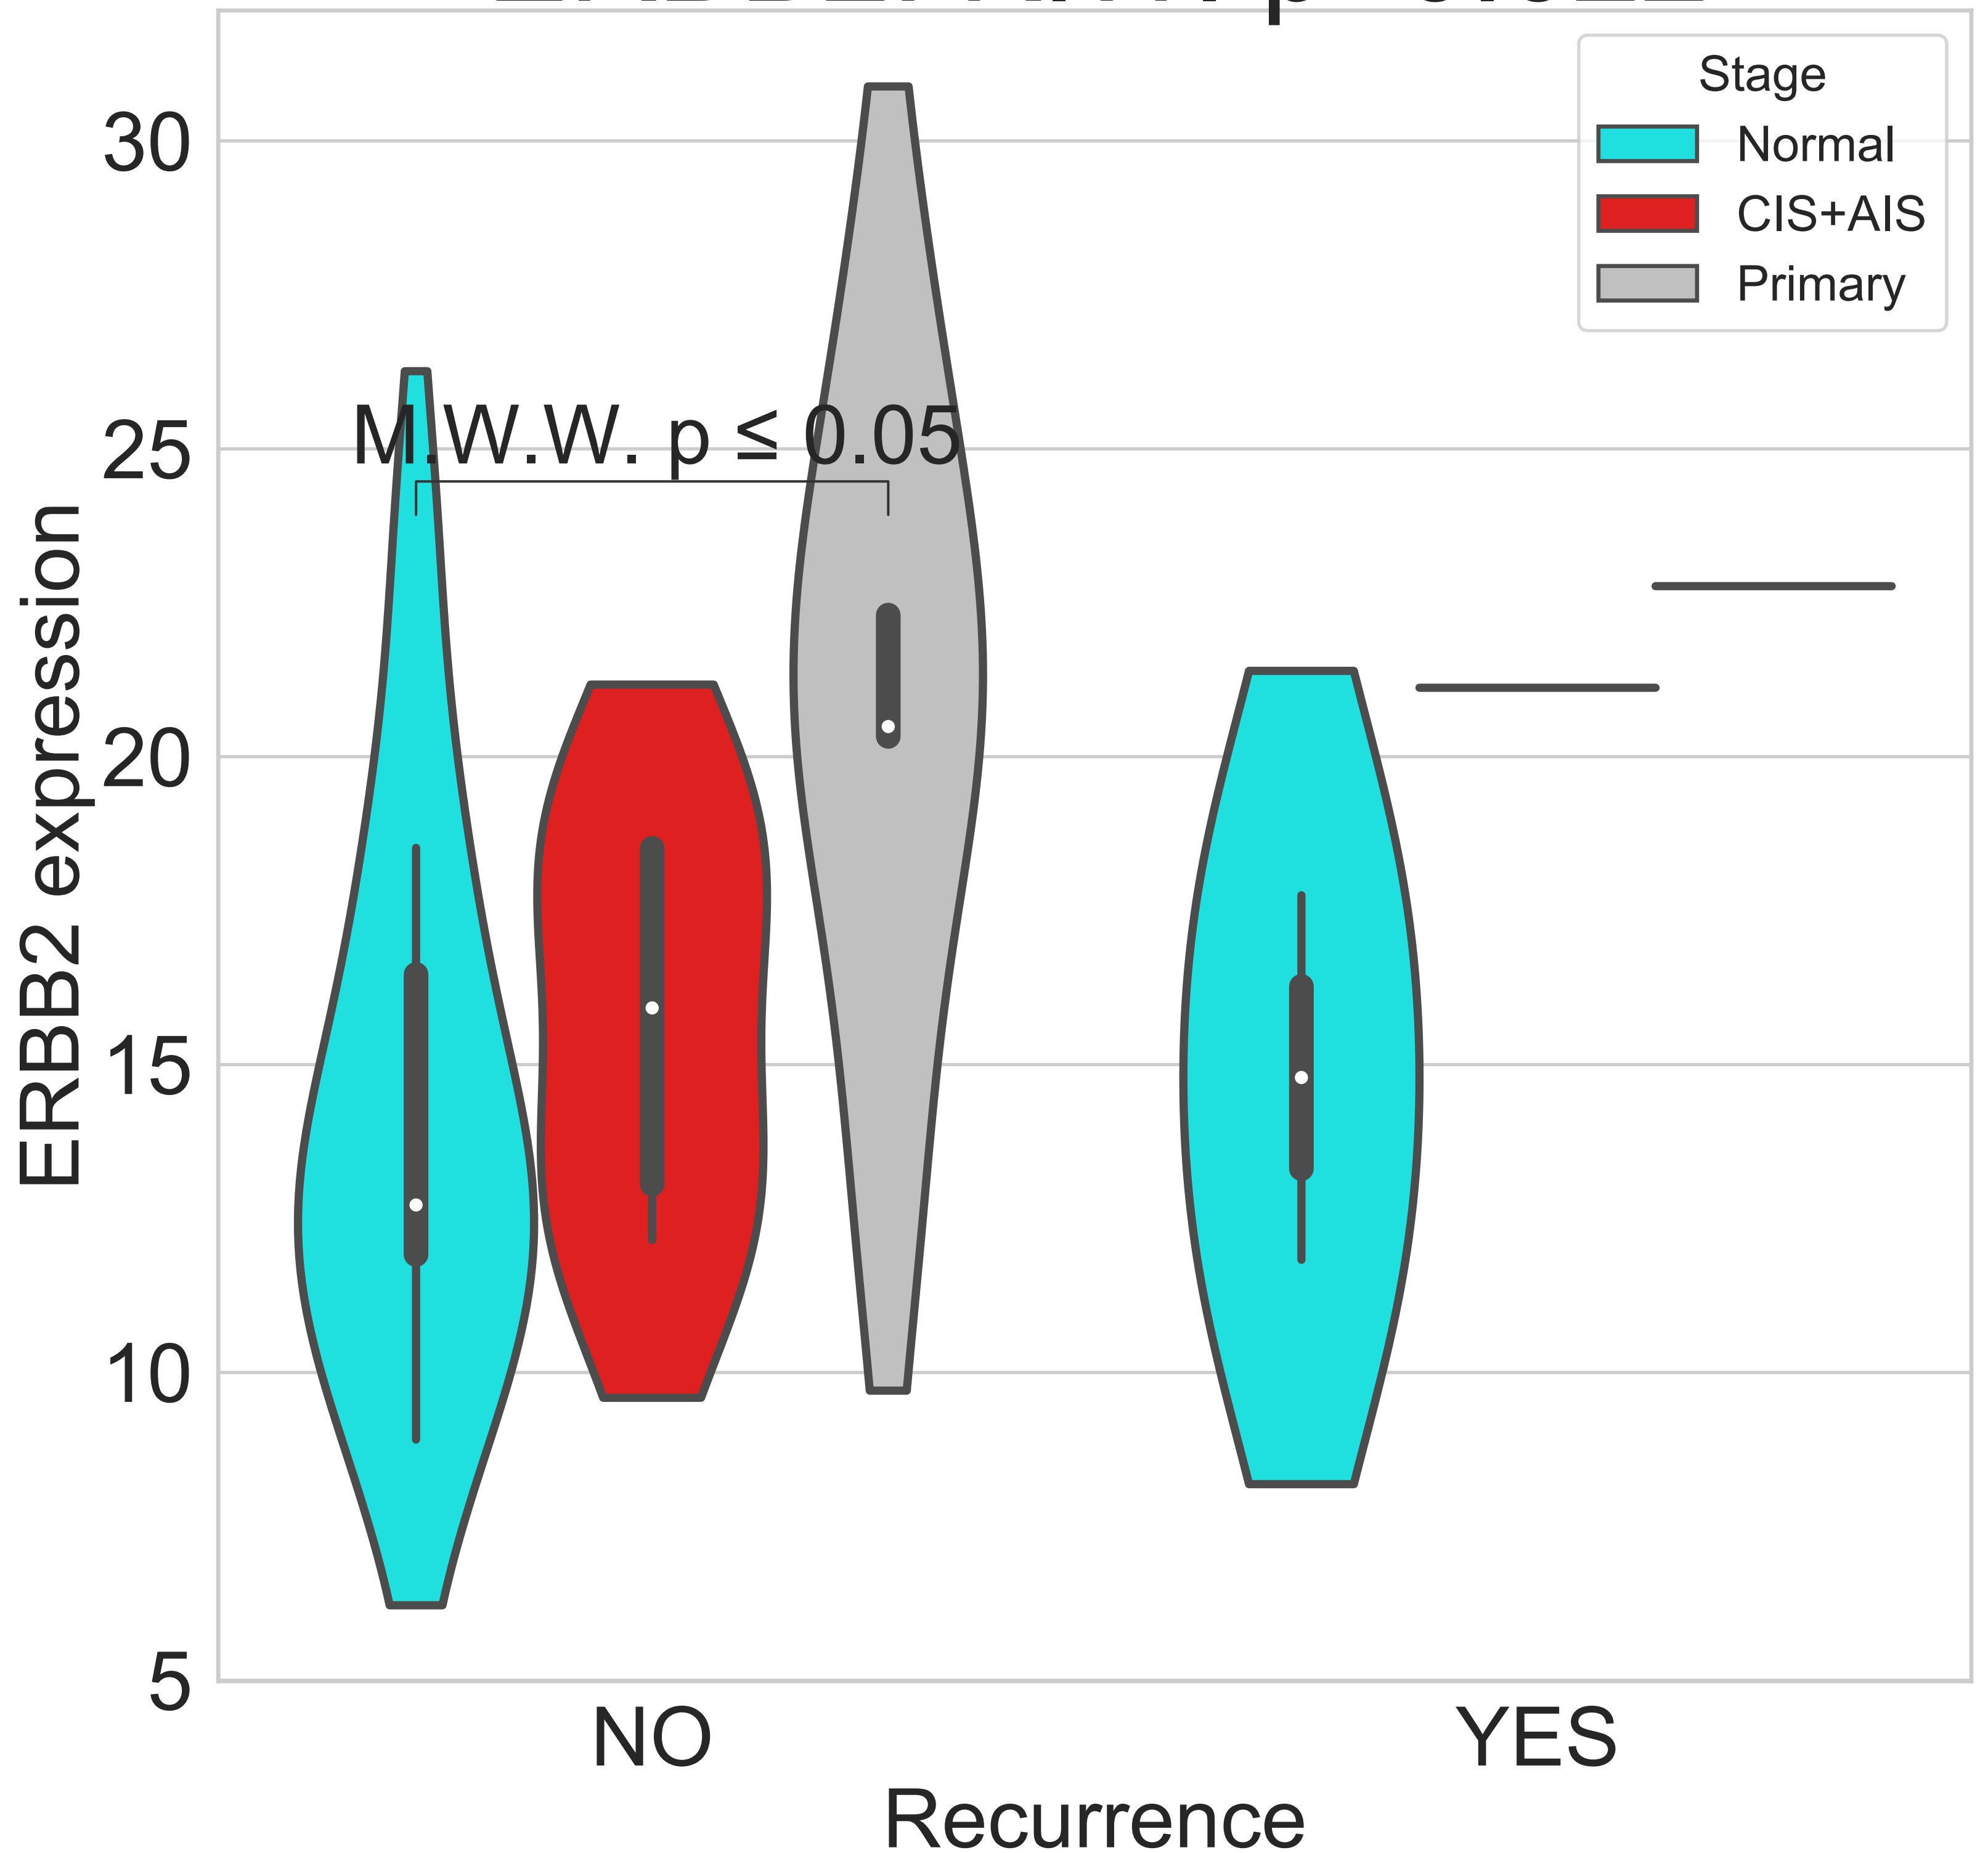 Stage
Normal
CIS+AIS
Primary
M.W.W. p ≤ 0.05
30
25
20
15
10
5
ERBB2 expression
NO
YES
Recurrence